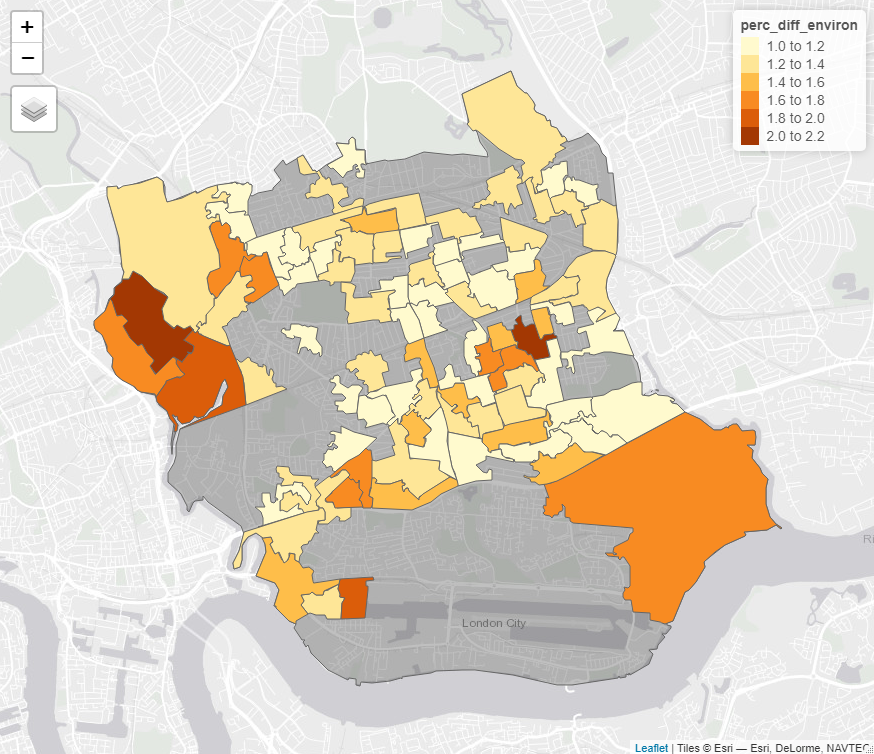 +
−
perc_diff_environ
1.0 to 1.2
1.2 to 1.4
1.4 to 1.6
1.6 to 1.8
1.8 to 2.0
2.0 to 2.2
London City
Leaflet | Tiles © Esri — Esri, DeLorme, NAVTEQ